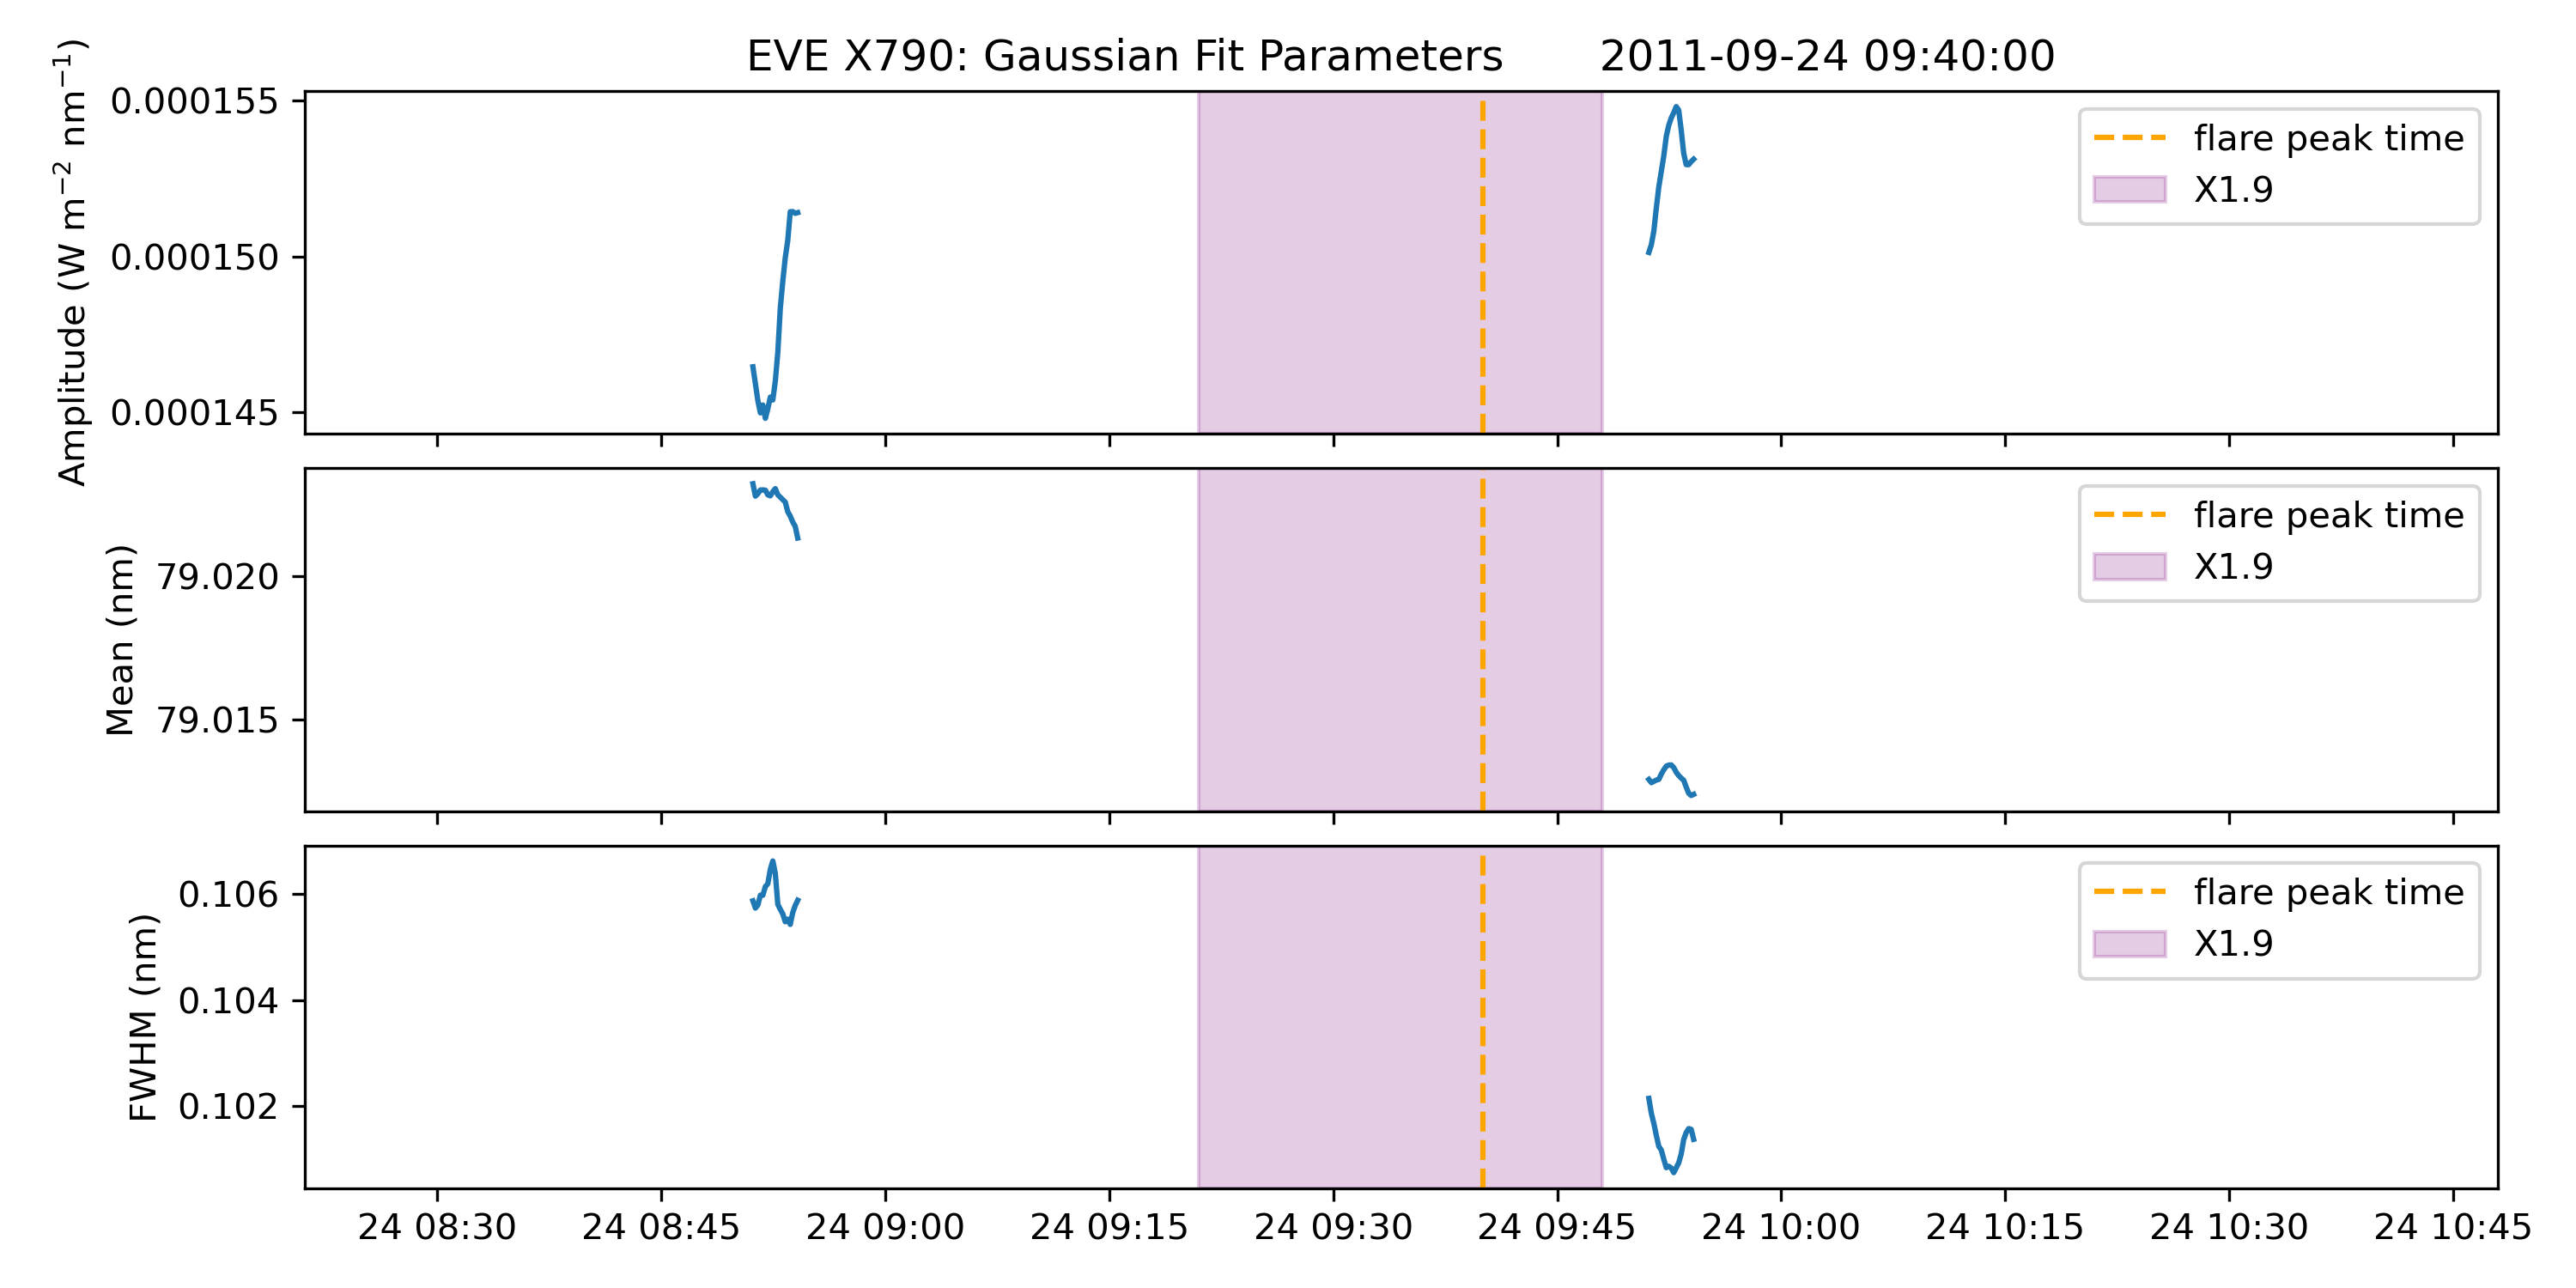 EVE X790: Gaussian Fit Parameters 2011-09-24 09:40:00
Amplitude (W m⁻² nm⁻¹)
0.000155
0.000150
0.000145
flare peak time
X1.9
Mean (nm)
79.020
79.015
flare peak time
X1.9
FWHM (nm)
0.106
0.104
0.102
flare peak time
X1.9
24 08:30 24 08:45 24 09:00 24 09:15 24 09:30 24 09:45 24 10:00 24 10:15 24 10:30 24 10:45